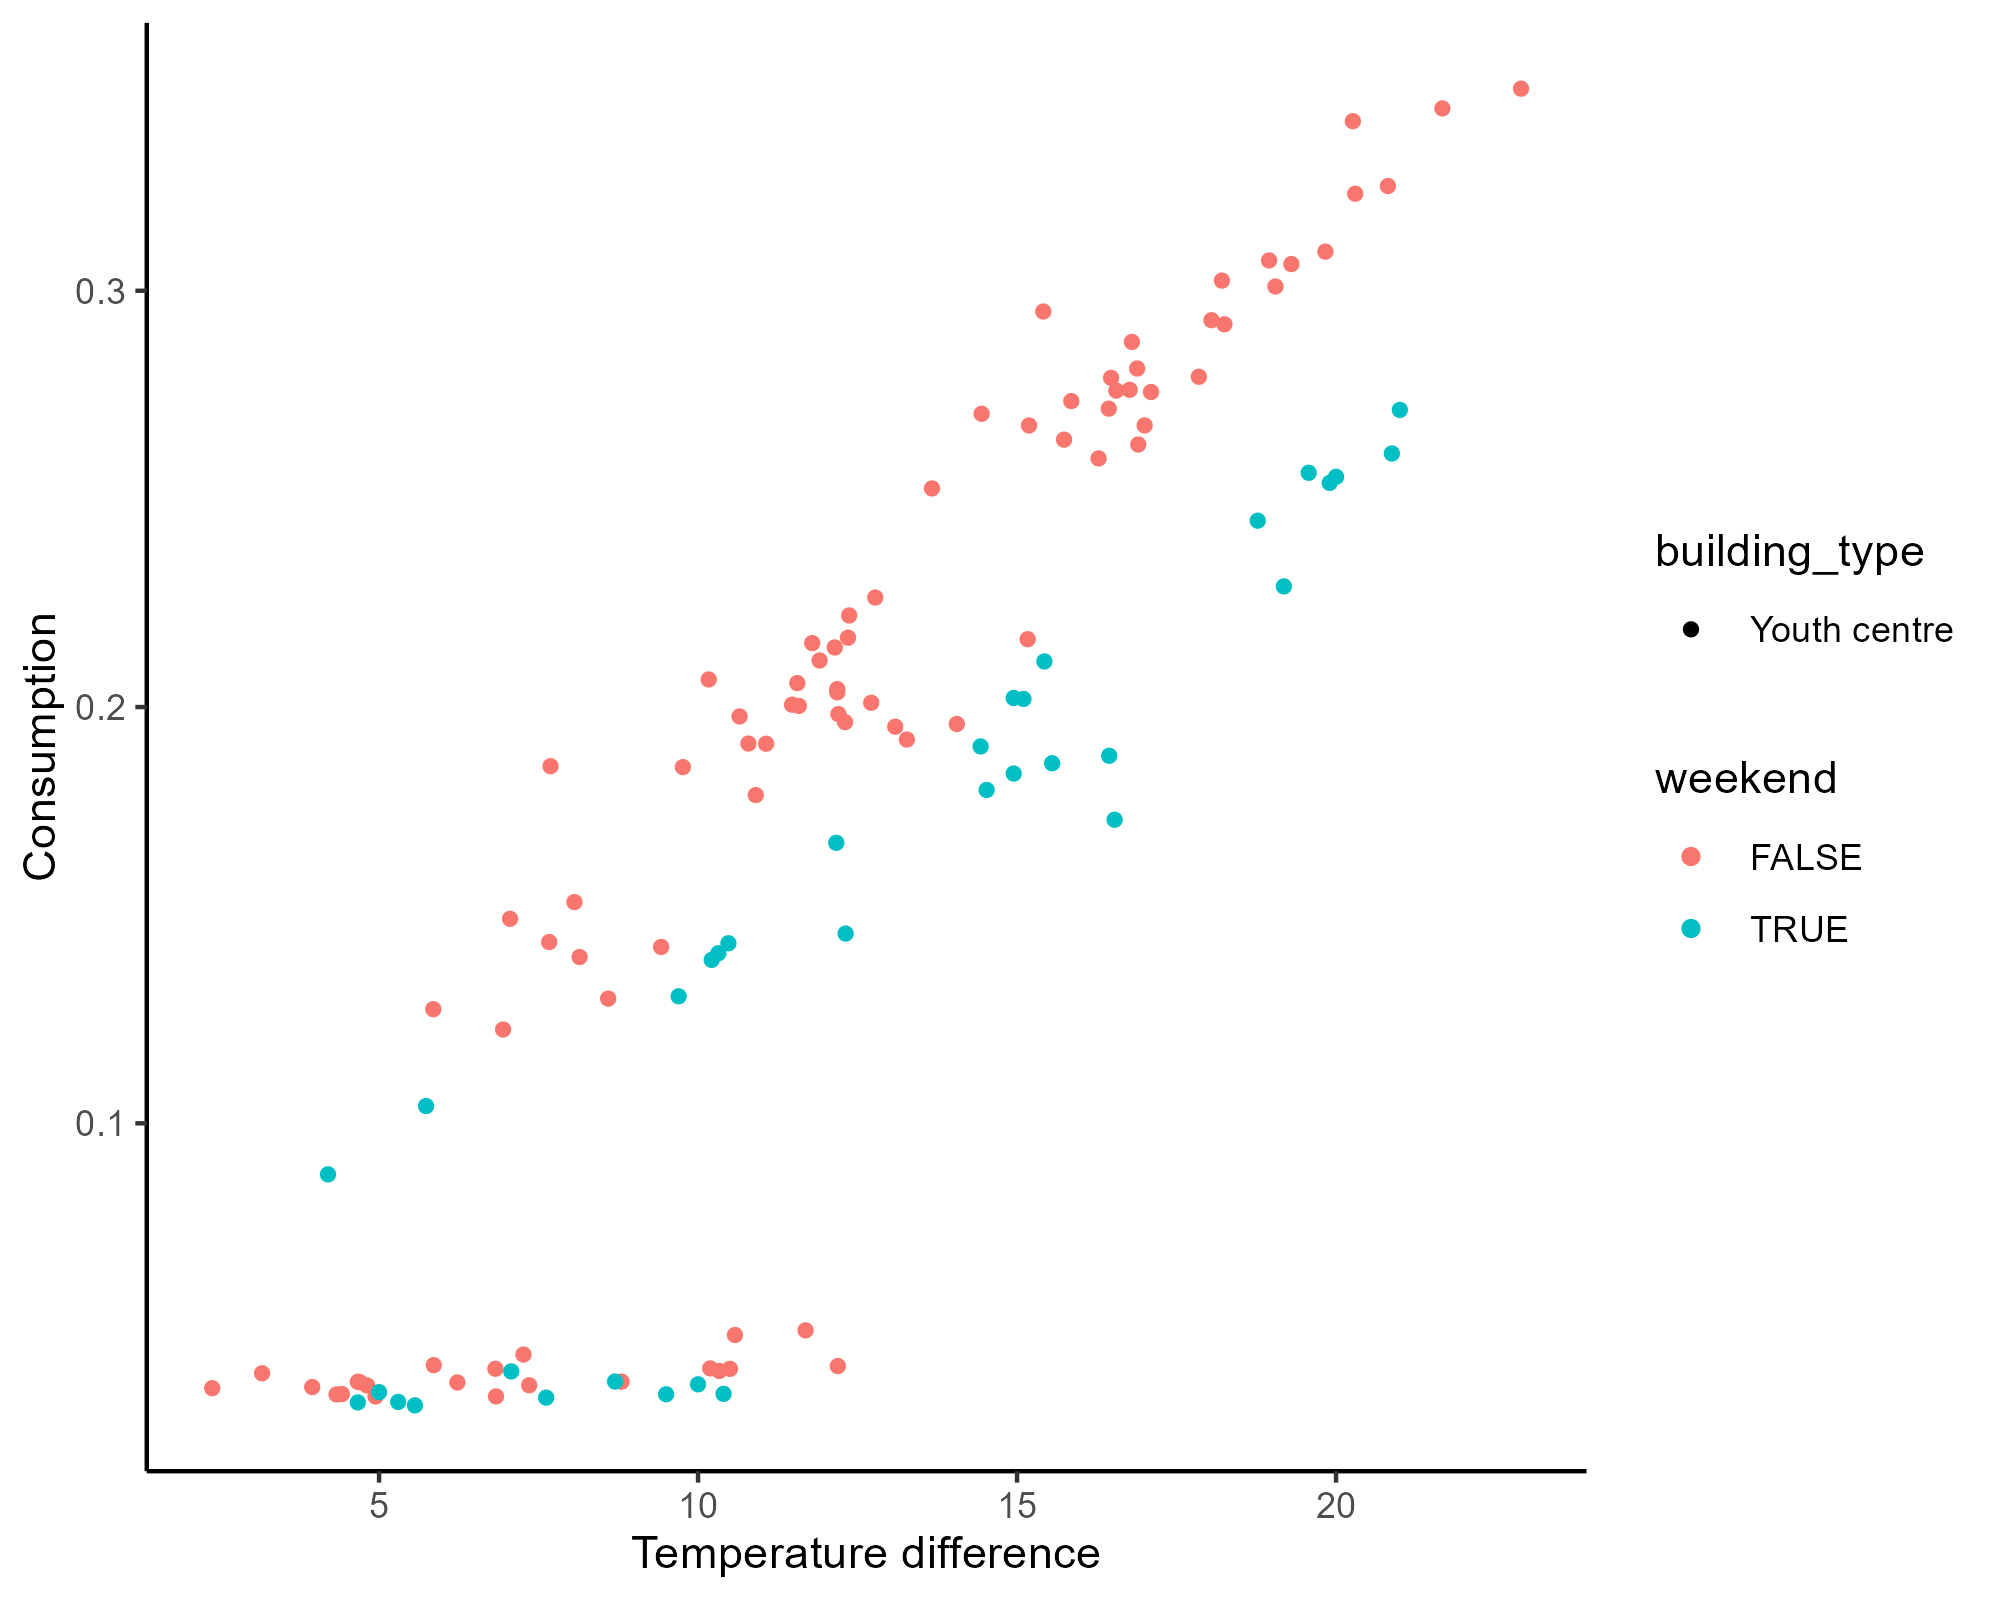 Consumption
0.3
0.2
0.1
5
10
15
20
Temperature difference
building_type
Youth centre
weekend
FALSE
TRUE